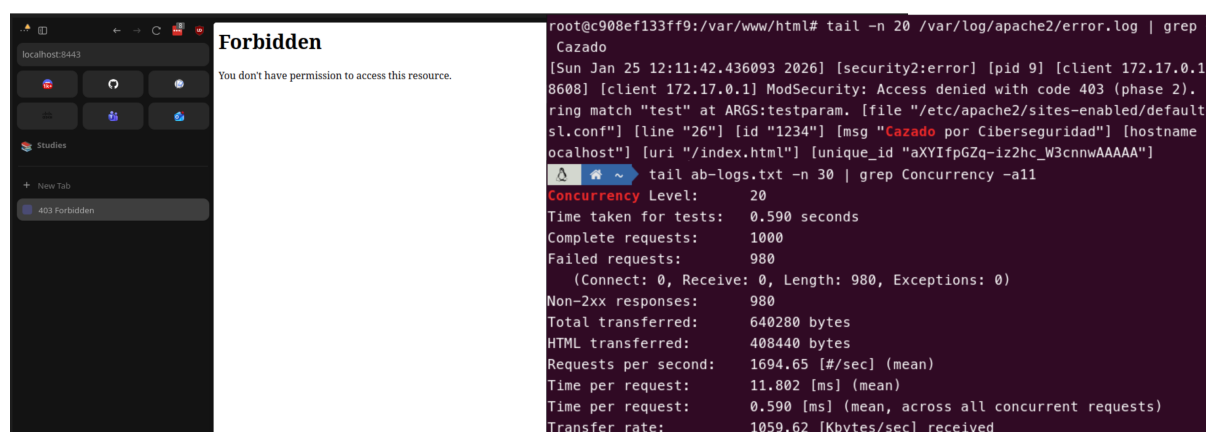 localhost:8443
Studies
New Tab
403 Forbidden
Forbidden
You don't have permission to access this resource.
root@c908ef133ff9:/var/www/html# tail -n 20 /var/log/apache2/error.log | grep
Cazado
[Sun Jan 25 12:11:42.436093 2026] [security2:error] [pid 9] [client 172.17.0.1
8608] [client 172.17.0.1] ModSecurity: Access denied with code 403 (phase 2).
ring match "test" at ARGS:testparam. [file "/etc/apache2/sites-enabled/default
sl.conf"] [line "26"] [id "1234"] [msg "Cazado por Ciberseguridad"] [hostname
ocalhost"] [uri "/index.html"] [unique_id "aXYIfpGZq-iz2hc_W3cnnwAAAAA"]
~ tail ab-logs.txt -n 30 | grep Concurrency -a11
Concurrency Level: 20
Time taken for tests: 0.590 seconds
Complete requests: 1000
Failed requests: 980
(Connect: 0, Receive: 0, Length: 980, Exceptions: 0)
Non-2xx responses: 980
Total transferred: 640280 bytes
HTML transferred: 408440 bytes
Requests per second: 1694.65 [#/sec] (mean)
Time per request: 11.802 [ms] (mean)
Time per request: 0.590 [ms] (mean, across all concurrent requests)
Transfer rate: 1059.62 [Kbytes/sec] received